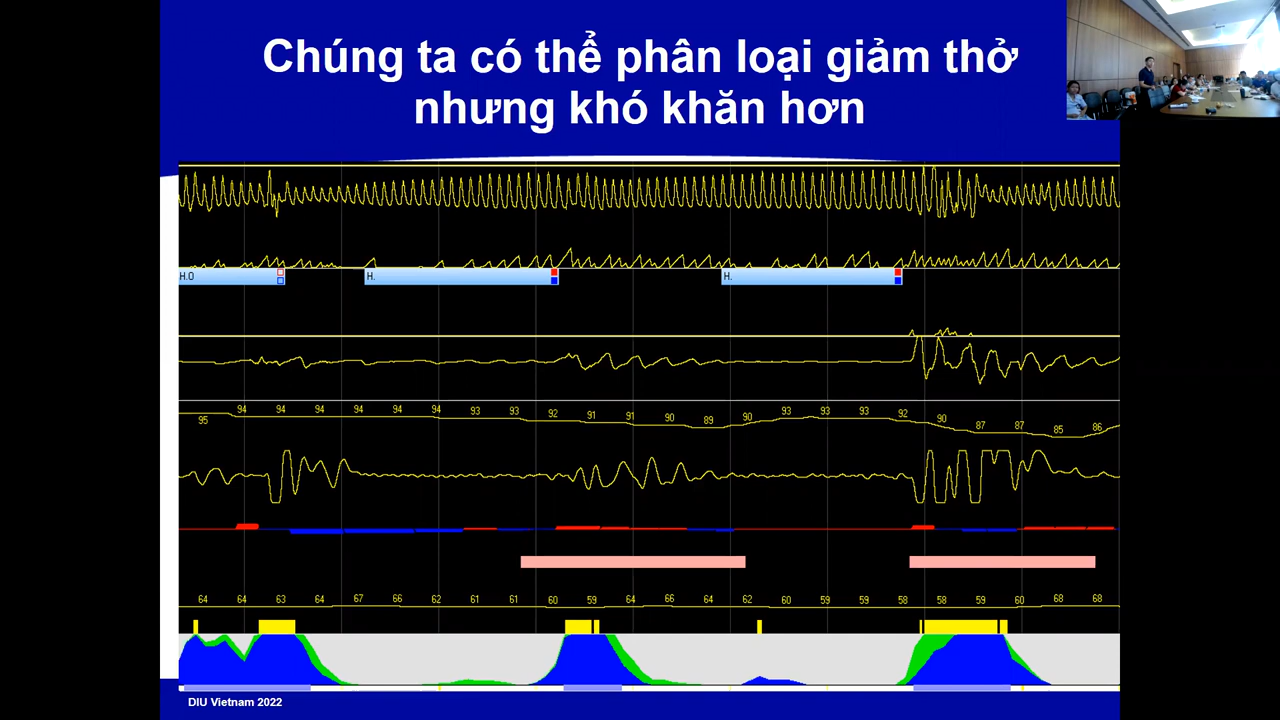 Chúng ta có thể phân loại giảm thở
nhưng khó khăn hơn
H.O
H.
H.
95 94 94 94 94 94 94 93 93 92 91 91 90 89 90 93 93 93 92 90 87 87 85 86
64 64 63 64 67 66 62 61 61 60 59 64 66 64 62 60 59 59 58 58 59 60 68 68
DIU Vietnam 2022